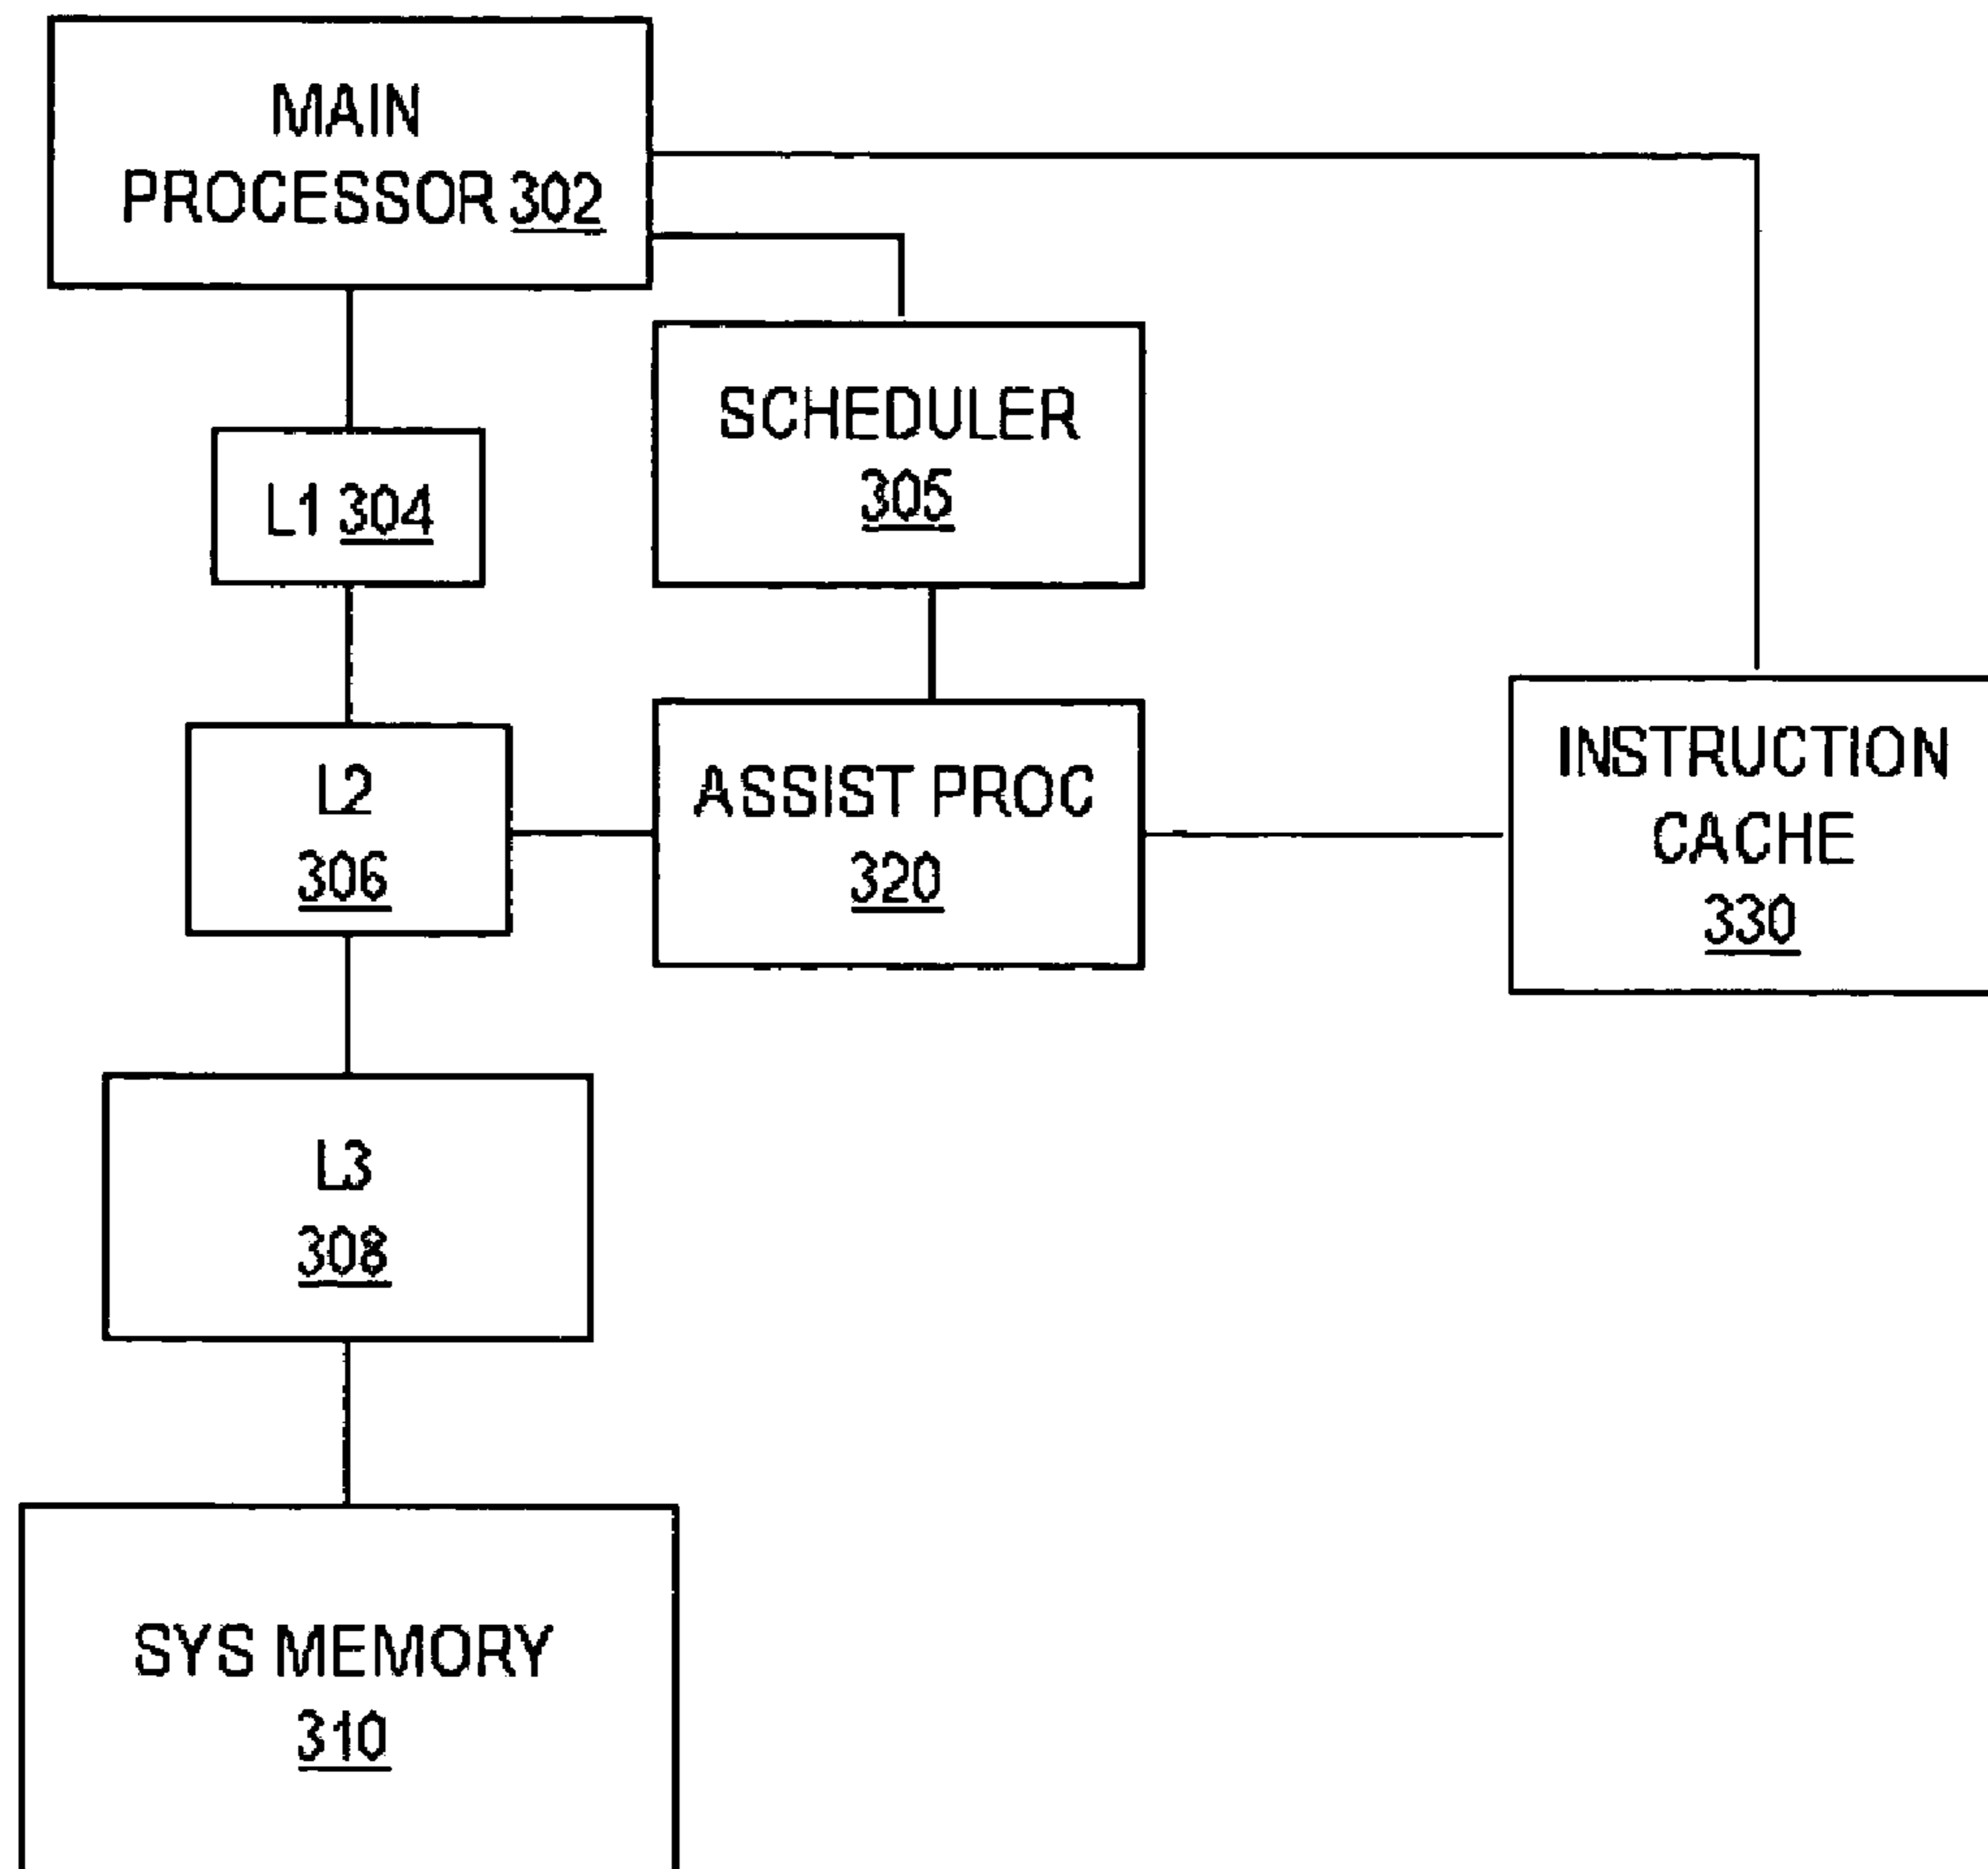 MAIN
PROCESSOR 302
SCHEDULER
305
L1 304
L2
306
ASSIST PROC
320
INSTRUCTION
CACHE
330
L3
308
SYS MEMORY
310